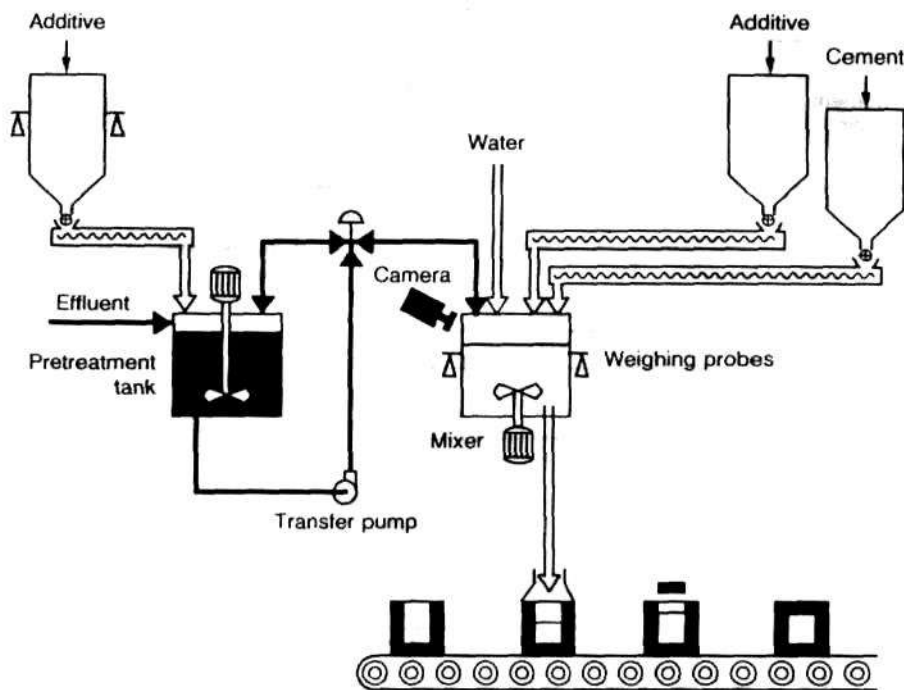 Additive
Additive
Cement
Water
Camera
Effluent
Pretreatment
tank
Weighing probes
Mixer
Transfer pump